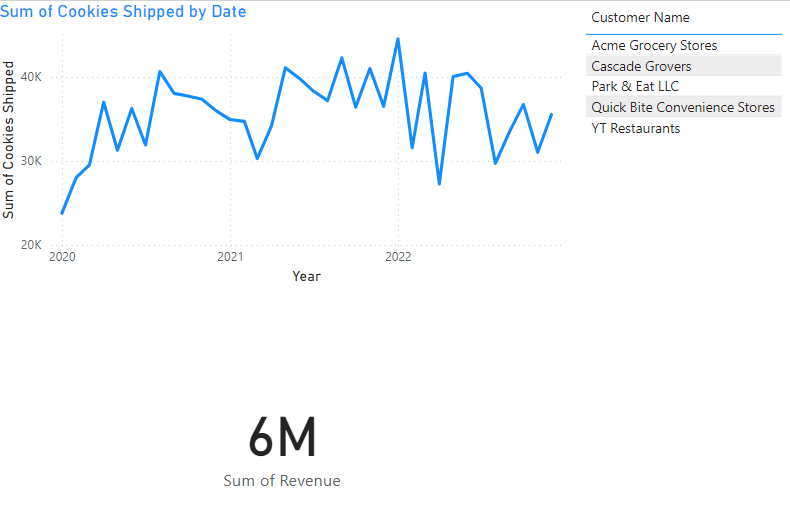 Sum of Cookies Shipped by Date
Sum of Cookies Shipped
40K
30K
20K
2020
2021
2022
Year
Customer Name
Acme Grocery Stores
Cascade Grovers
Park & Eat LLC
Quick Bite Convenience Stores
YT Restaurants
6M
Sum of Revenue